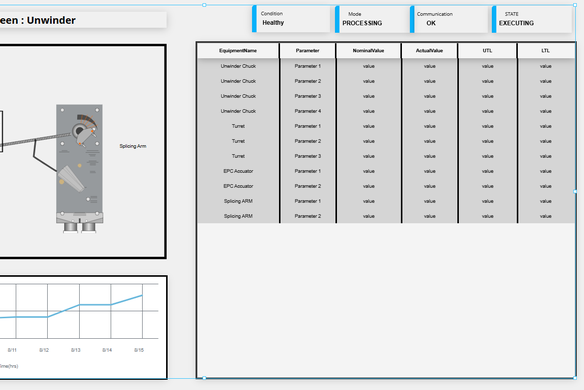 een : Unwinder
Condition
Healthy
Mode
PROCESSING
Communication
OK
STATE
EXECUTING
EquipmentName Parameter NominalValue ActualValue UTL LTL
Unwinder Chuck Parameter 1 value value value value
Unwinder Chuck Parameter 2 value value value value
Unwinder Chuck Parameter 3 value value value value
Unwinder Chuck Parameter 4 value value value value
Turret Parameter 1 value value value value
Turret Parameter 2 value value value value
Turret Parameter 3 value value value value
EPC Accuator Parameter 1 value value value value
EPC Accuator Parameter 2 value value value value
Splicing ARM Parameter 1 value value value value
Splicing ARM Parameter 2 value value value value
Splicing Arm
8/11 8/12 8/13 8/14 8/15
ime(hrs)